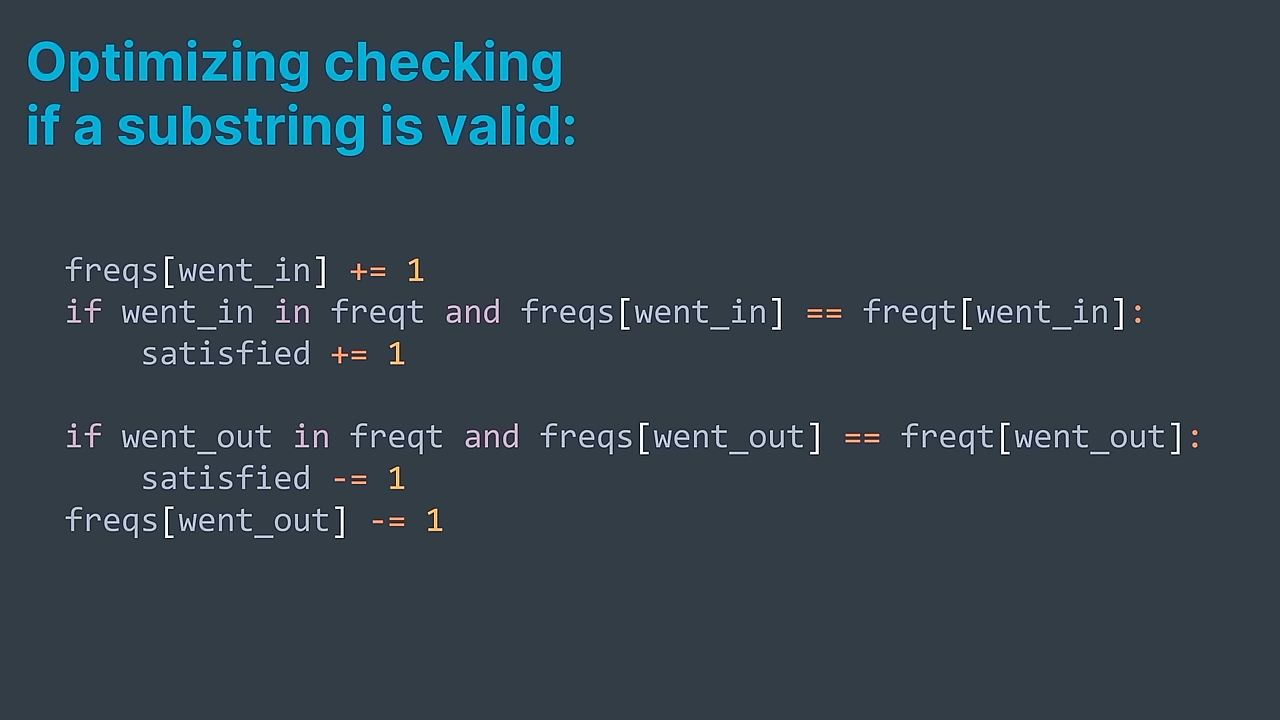 Optimizing checking
if a substring is valid:
freqs[went_in] += 1
if went_in in freqt and freqs[went_in] == freqt[went_in]:
    satisfied += 1
if went_out in freqt and freqs[went_out] == freqt[went_out]:
    satisfied -= 1
freqs[went_out] -= 1